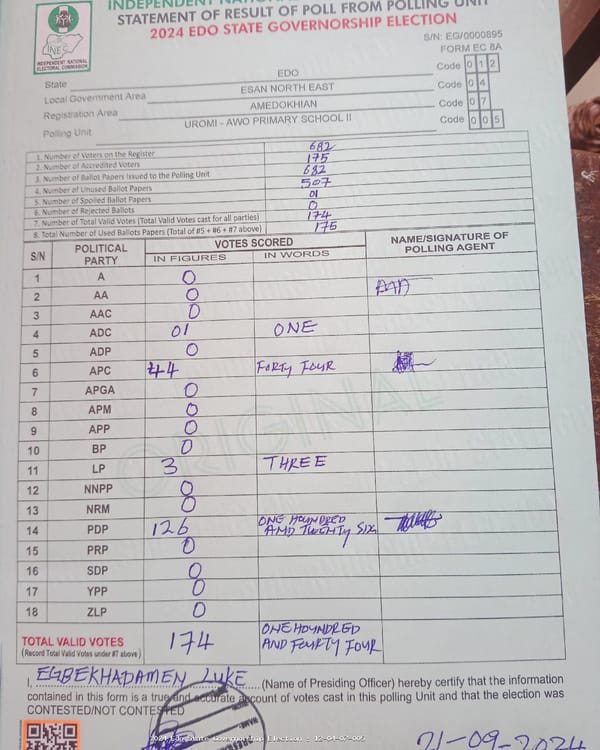 INDEPENDENT
STATEMENT OF RESULT OF POLL FROM POLLING UNIT
2024 EDO STATE GOVERNORSHIP ELECTION
INEC
INDEPENDENT NATIONAL
ELECTORAL COMMISSION
S/N: EG/0000895
FORM EC 8A
State EDO Code 0 1 2
Local Government Area ESAN NORTH EAST Code 0 4
Registration Area AMEDOKHIAN Code 0 7
Polling Unit UROMI - AWO PRIMARY SCHOOL II Code 0 0 5
1. Number of Voters on the Register 682
2. Number of Accredited Voters 175
3. Number of Ballot Papers Issued to the Polling Unit 682
4. Number of Unused Ballot Papers 507
5. Number of Spoiled Ballot Papers 01
6. Number of Rejected Ballots 0
7. Number of Total Valid Votes (Total Valid Votes cast for all parties) 174
8. Total Number of Used Ballots Papers (Total of #5 + #6 + #7 above) 175
S/N POLITICAL PARTY VOTES SCORED NAME/SIGNATURE OF POLLING AGENT
IN FIGURES IN WORDS
1 A 0
2 AA 0 AAA
3 AAC 0
4 ADC 01 ONE
5 ADP 0
6 APC 44 FORTY FOUR
7 APGA 0
8 APM 0
9 APP 0
10 BP 0
11 LP 3 THREE
12 NNPP 0
13 NRM 0
14 PDP 126 ONE HOUNDRED AND TWENTY SIX
15 PRP 0
16 SDP 0
17 YPP 0
18 ZLP 0
ORIGINAL
TOTAL VALID VOTES 174 ONE HOUNDRED AND FOURTY FOUR
(Record Total Valid Votes under #7 above)
I, EGBEKHADAMEN LUKE (Name of Presiding Officer) hereby certify that the information
contained in this form is a true and accurate account of votes cast in this polling Unit and that the election was
CONTESTED/NOT CONTESTED
2024 Edo State Governorship Election - 12-04-07-005
21-09-2024